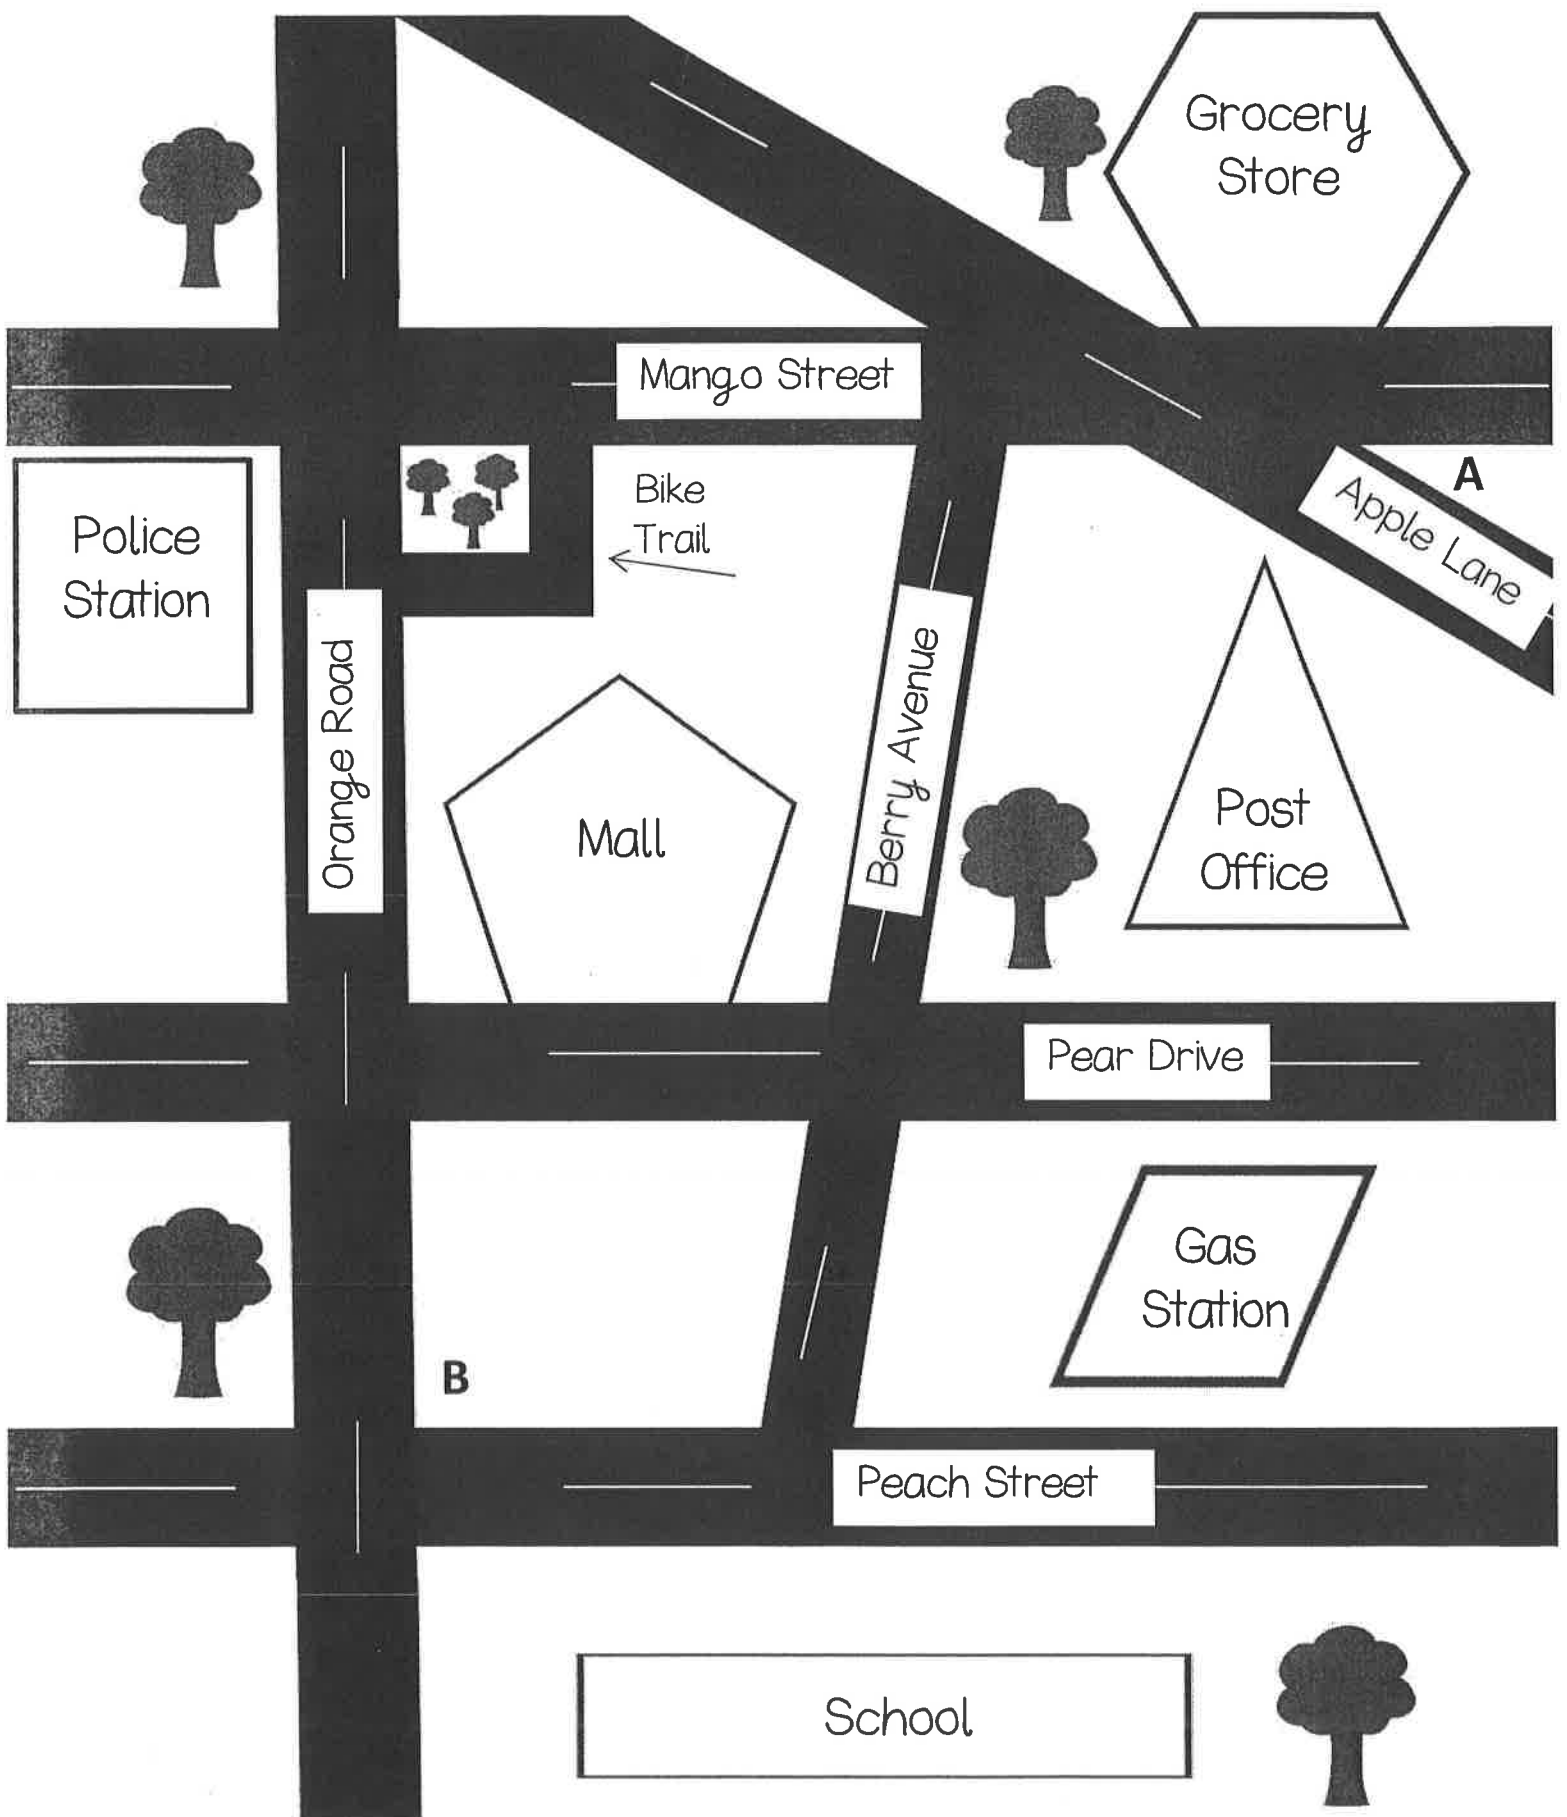 Grocery
Store
Mango Street
A
Police
Station
Bike
Trail
Apple Lane
Orange Road
Berry Avenue
Mall
Post
Office
Pear Drive
Gas
Station
B
Peach Street
School